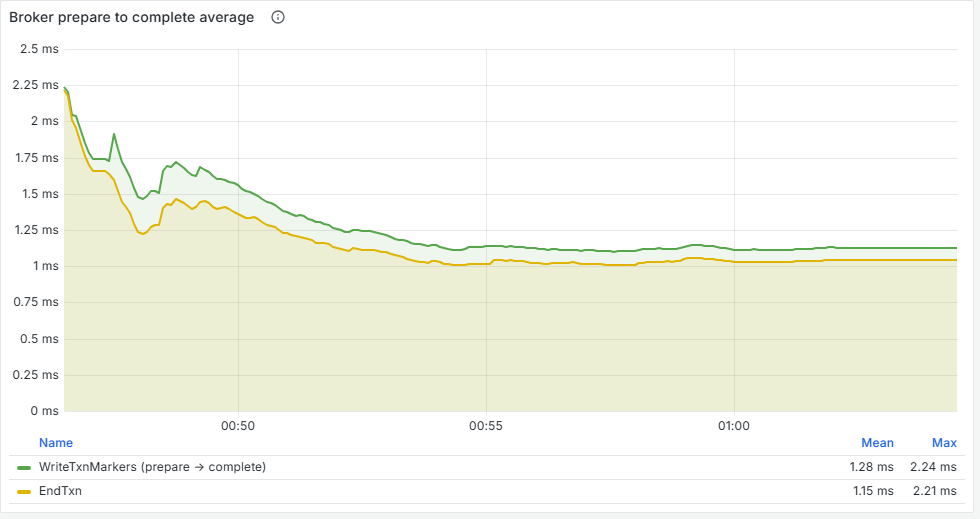 Broker prepare to complete average
2.5 ms
2.25 ms
2 ms
1.75 ms
1.5 ms
1.25 ms
1 ms
0.75 ms
0.5 ms
0.25 ms
0 ms
00:50 00:55 01:00
Name Mean Max
WriteTxnMarkers (prepare → complete) 1.28 ms 2.24 ms
EndTxn 1.15 ms 2.21 ms